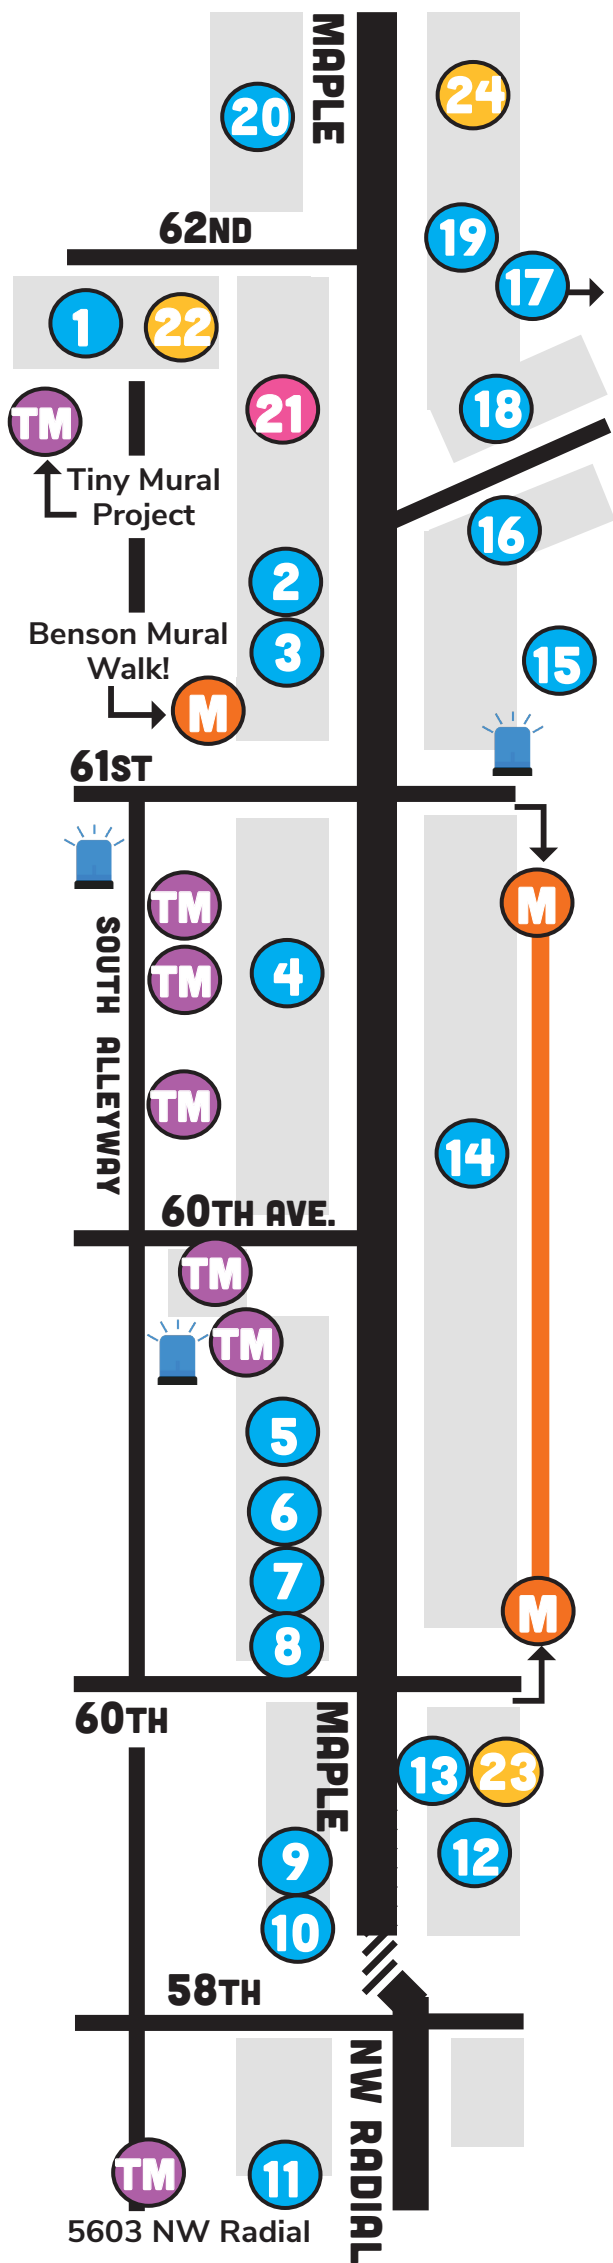 MAPLE
24
20
62ND
19
17
1
22
21
18
TM
Tiny Mural
Project
16
2
Benson Mural
Walk!
3
15
M
61ST
TM
M
SOUTH ALLEYWAY
TM
4
TM
14
60TH AVE.
TM
TM
5
6
7
8
M
60TH
MAPLE
13
23
12
9
10
58TH
NW RADIAL
TM
11
5603 NW Radial